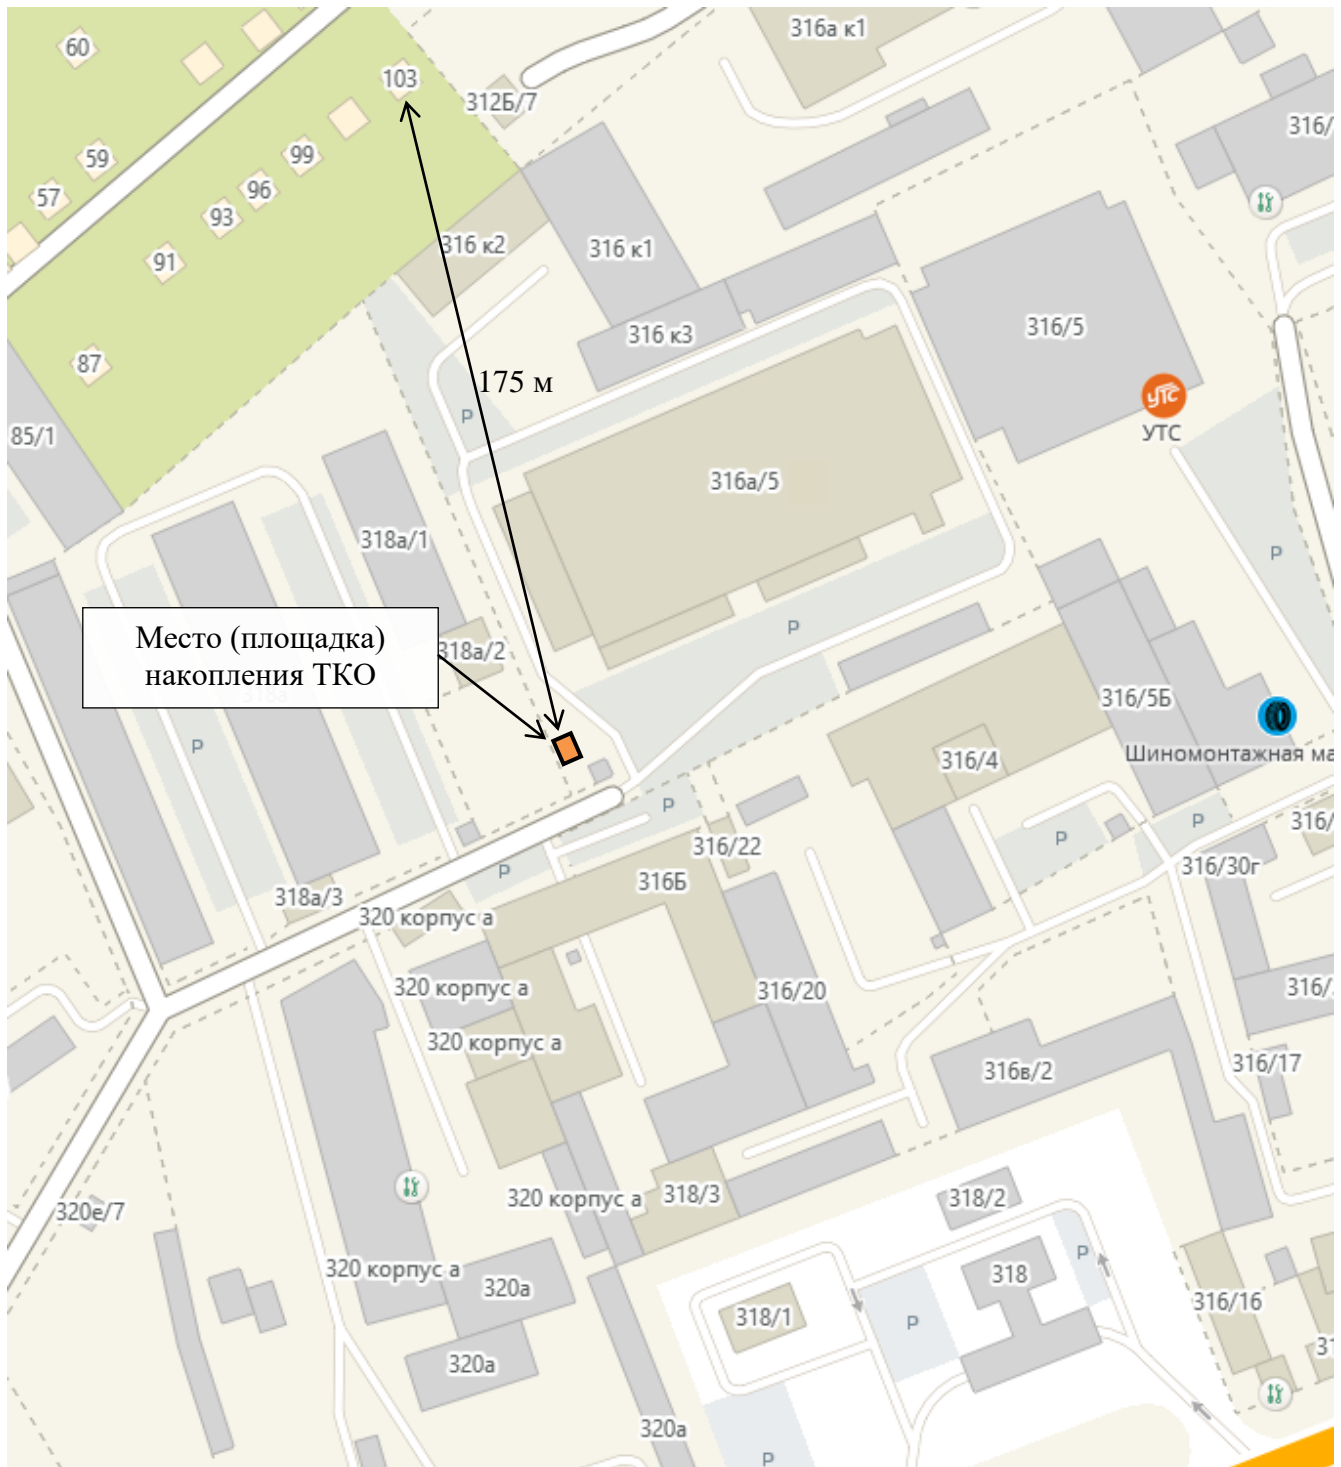 60
316а к1
103
312Б/7
316/
59
99
57
96
93
91
316 к2
316 к1
316 к3
316/5
87
175 м
Р
УТС
УТС
85/1
316а/5
318а/1
Р
Р
Место (площадка)
накопления ТКО
318а/2
316/5Б
Р
316/4
Шиномонтажная ма
Р
316/22
Р
Р
316/
Р
316Б
316/30г
318а/3
320 корпус а
320 корпус а
316/20
316/
320 корпус а
316в/2
316/17
320е/7
320 корпус а
318/3
318/2
320 корпус а
320а
318
Р
318/1
Р
316/16
31
320а
320а
Р